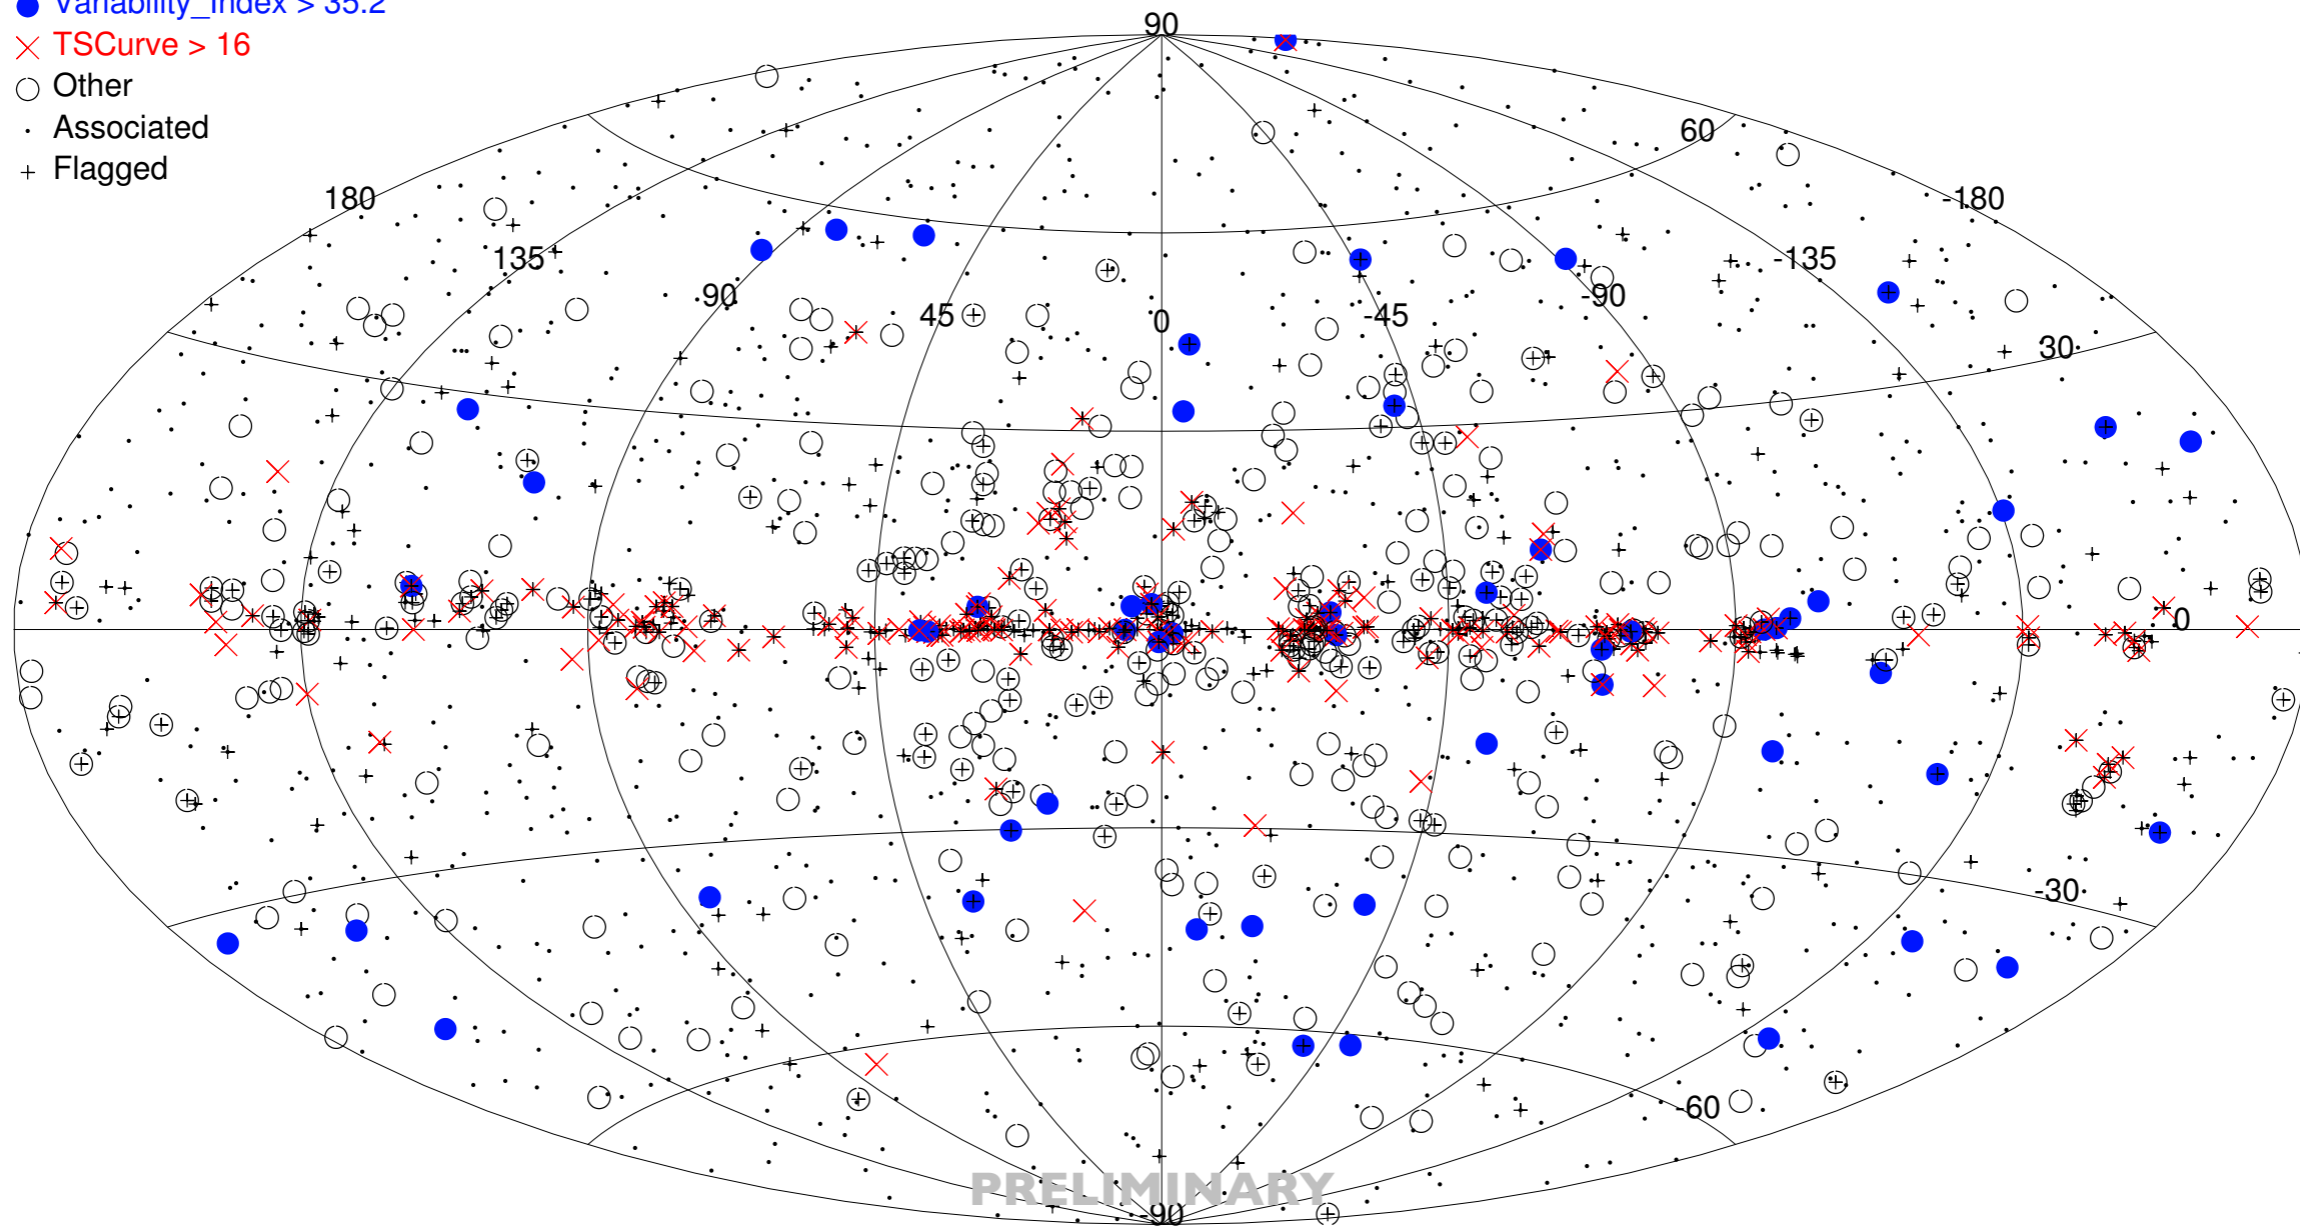 Variability_Index > 35.2
TSCurve > 16
Other
Associated
Flagged
90
60
180
-180
135
-135
90
-90
45
-45
0
30
0
-30
-60
PRELIMINARY
-90